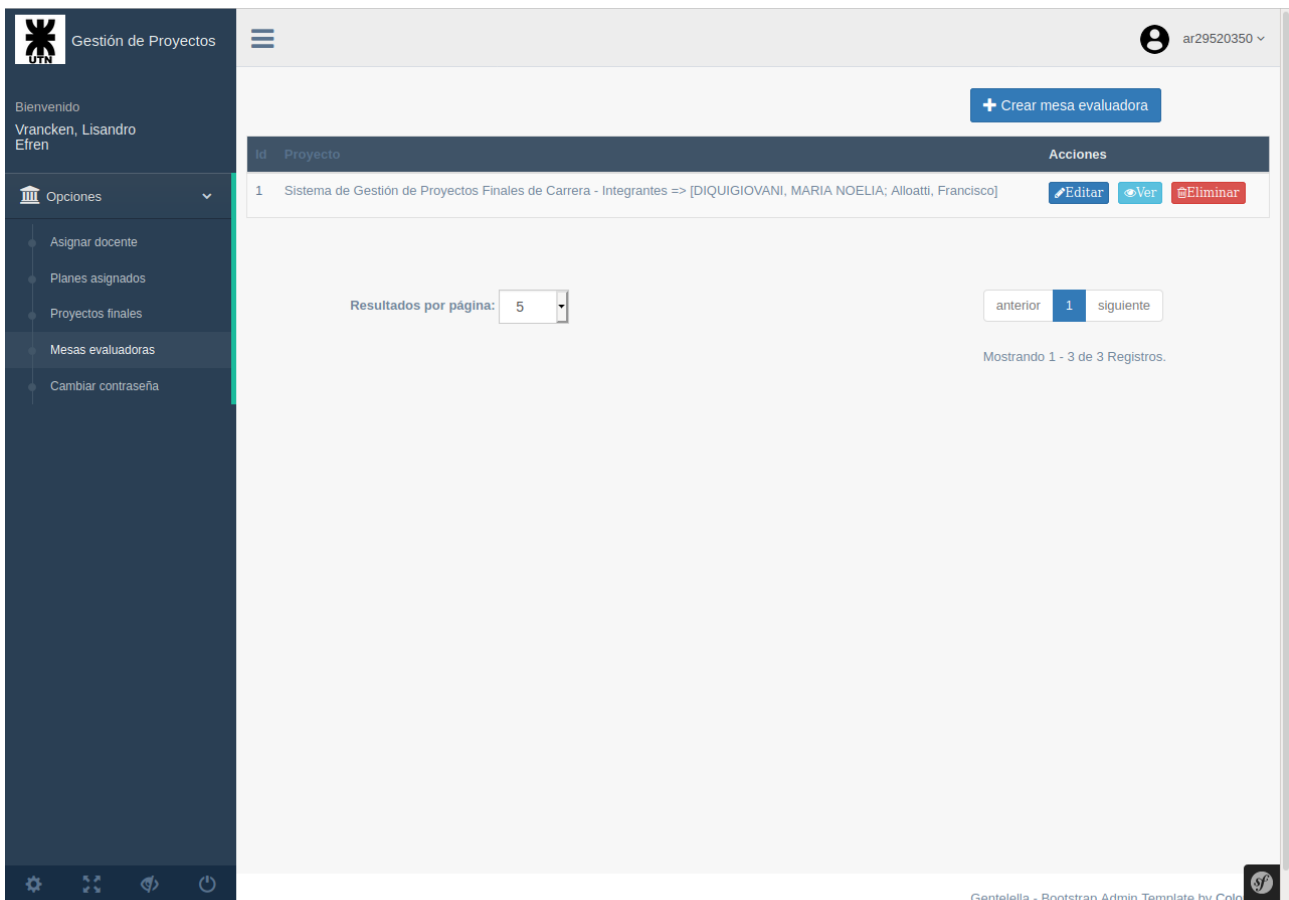 UTN
Gestión de Proyectos
ar29520350
Bienvenido
Vrancken, Lisandro
Efren
Crear mesa evaluadora
Id Proyecto Acciones
Opciones
1 Sistema de Gestión de Proyectos Finales de Carrera - Integrantes => [DIQUIGIOVANI, MARIA NOELIA; Alloatti, Francisco] Editar Ver Eliminar
Asignar docente
Planes asignados
Proyectos finales
Mesas evaluadoras
Cambiar contraseña
Resultados por página: 5
anterior 1 siguiente
Mostrando 1 - 3 de 3 Registros.
Gentelella - Bootstrap Admin Template by Colo
sf